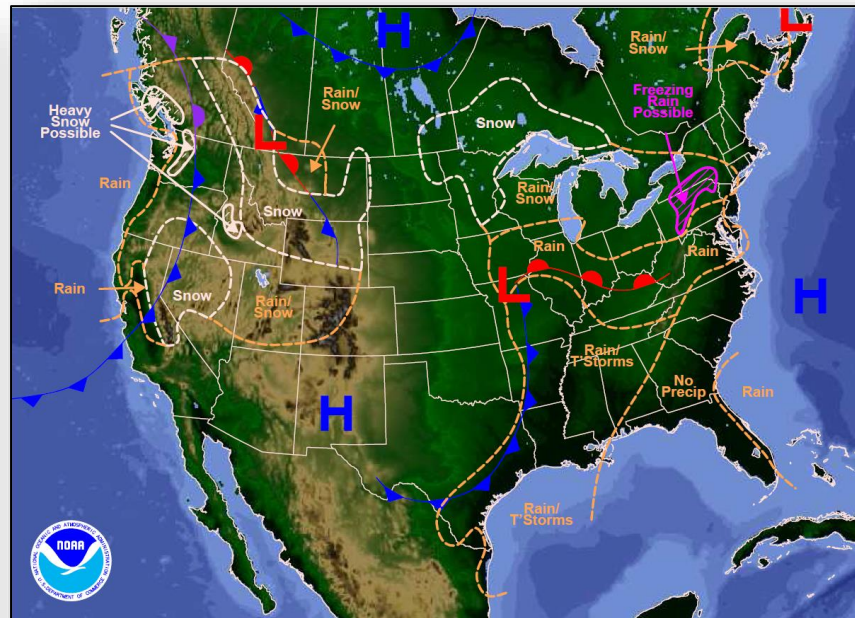 L
H
Rain/
Snow
Freezing
Rain
Possible
Heavy
Snow
Possible
Rain/
Snow
Snow
L
Rain
Snow
Rain/
Snow
Rain
Rain
Rain
Snow
Rain/
Snow
L
H
Rain/
T'Storms
No
Precip
Rain
H
Rain/
T'Storms
NOAA
NATIONAL OCEANIC AND ATMOSPHERIC ADMINISTRATION
U.S. DEPARTMENT OF COMMERCE